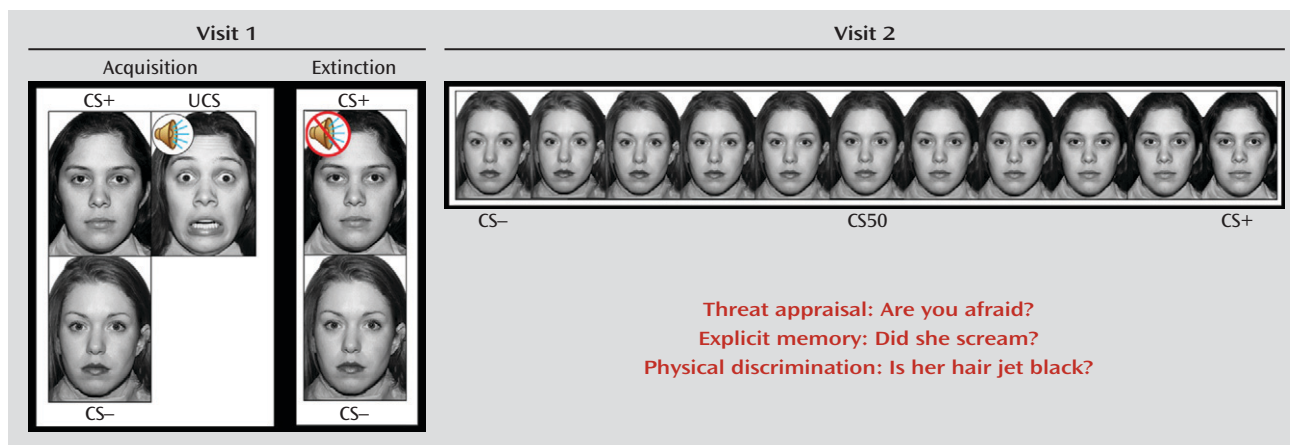 Visit 1
Visit 2
Acquisition
Extinction
CS+
UCS
CS+
CS–
CS–
CS–
CS50
CS+
Threat appraisal: Are you afraid?
Explicit memory: Did she scream?
Physical discrimination: Is her hair jet black?